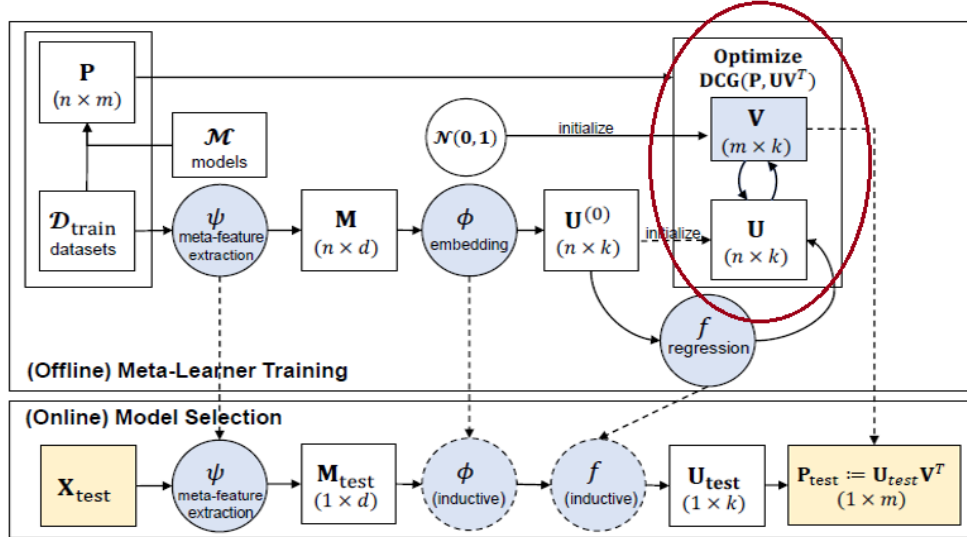 P
(n × m)
ℳ
models
𝒟train
datasets
ψ
meta-feature
extraction
M
(n × d)
𝒩(0,1)
ϕ
embedding
U(0)
(n × k)
initialize
initialize
Optimize
DCG(P, UVᵀ)
V
(m × k)
U
(n × k)
f
regression
(Offline) Meta-Learner Training
(Online) Model Selection
Xtest
ψ
meta-feature
extraction
Mtest
(1 × d)
ϕ
(inductive)
f
(inductive)
Utest
(1 × k)
Ptest ≔ UtestVᵀ
(1 × m)